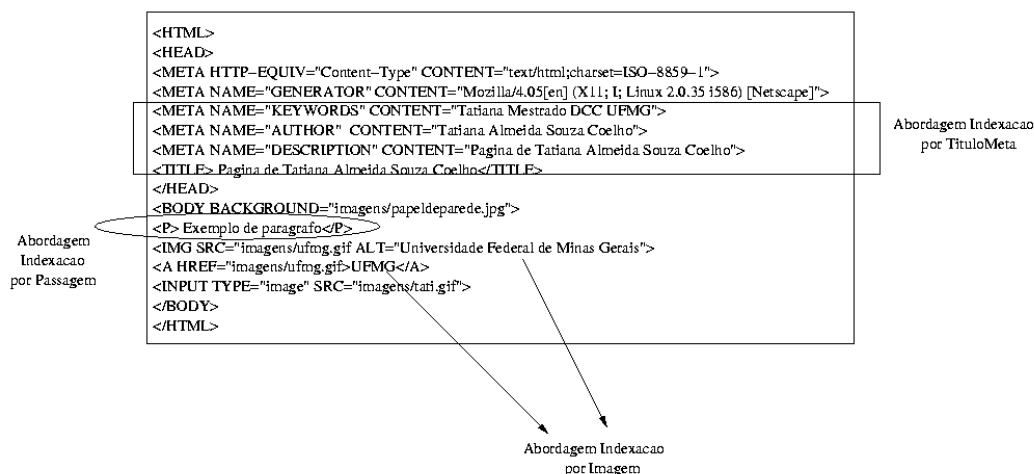 <HTML>
<HEAD>
<META HTTP-EQUIV="Content-Type" CONTENT="text/html;charset=ISO-8859-1">
<META NAME="GENERATOR" CONTENT="Mozilla/4.05[en] (X11; I; Linux 2.0.35 i586) [Netscape]">
<META NAME="KEYWORDS" CONTENT="Tatiana Mestrado DCC UFMG">
<META NAME="AUTHOR" CONTENT="Tatiana Almeida Souza Coelho">
<META NAME="DESCRIPTION" CONTENT="Pagina de Tatiana Almeida Souza Coelho">
<TITLE> Pagina de Tatiana Almeida Souza Coelho</TITLE>
</HEAD>
<BODY BACKGROUND="imagens/papeldeparede.jpg">
<P> Exemplo de paragrafo</P>
<IMG SRC="imagens/ufmg.gif ALT="Universidade Federal de Minas Gerais">
<A HREF="imagens/ufmg.gif>UFMG</A>
<INPUT TYPE="image" SRC="imagens/tati.gif">
</BODY>
</HTML>
Abordagem Indexacao
por TituloMeta
Abordagem
Indexacao
por Passagem
Abordagem Indexacao
por Imagem